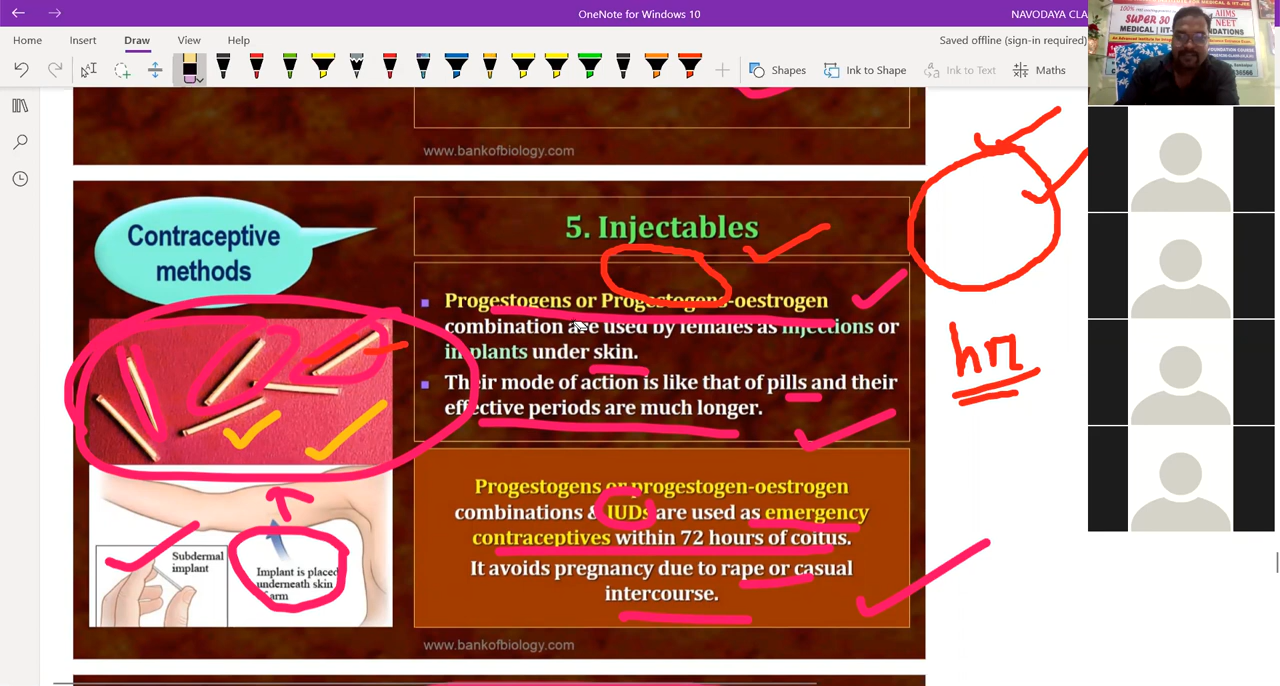 OneNote for Windows 10
NAVODAYA CLA
Home Insert Draw View Help
Saved offline (sign-in required)
Shapes
Ink to Shape
Ink to Text
Maths
SUPER 30
AIIMS
NEET
www.bankofbiology.com
Contraceptive
methods
5. Injectables
Progestogens or Progestogens-oestrogen
combination are used by females as injections or
implants under skin.
Their mode of action is like that of pills and their
effective periods are much longer.
hr
Subdermal
implant
Implant is placed
underneath skin
of arm
Progestogens or progestogen-oestrogen
combinations & IUDs are used as emergency
contraceptives within 72 hours of coitus.
It avoids pregnancy due to rape or casual
intercourse.
www.bankofbiology.com